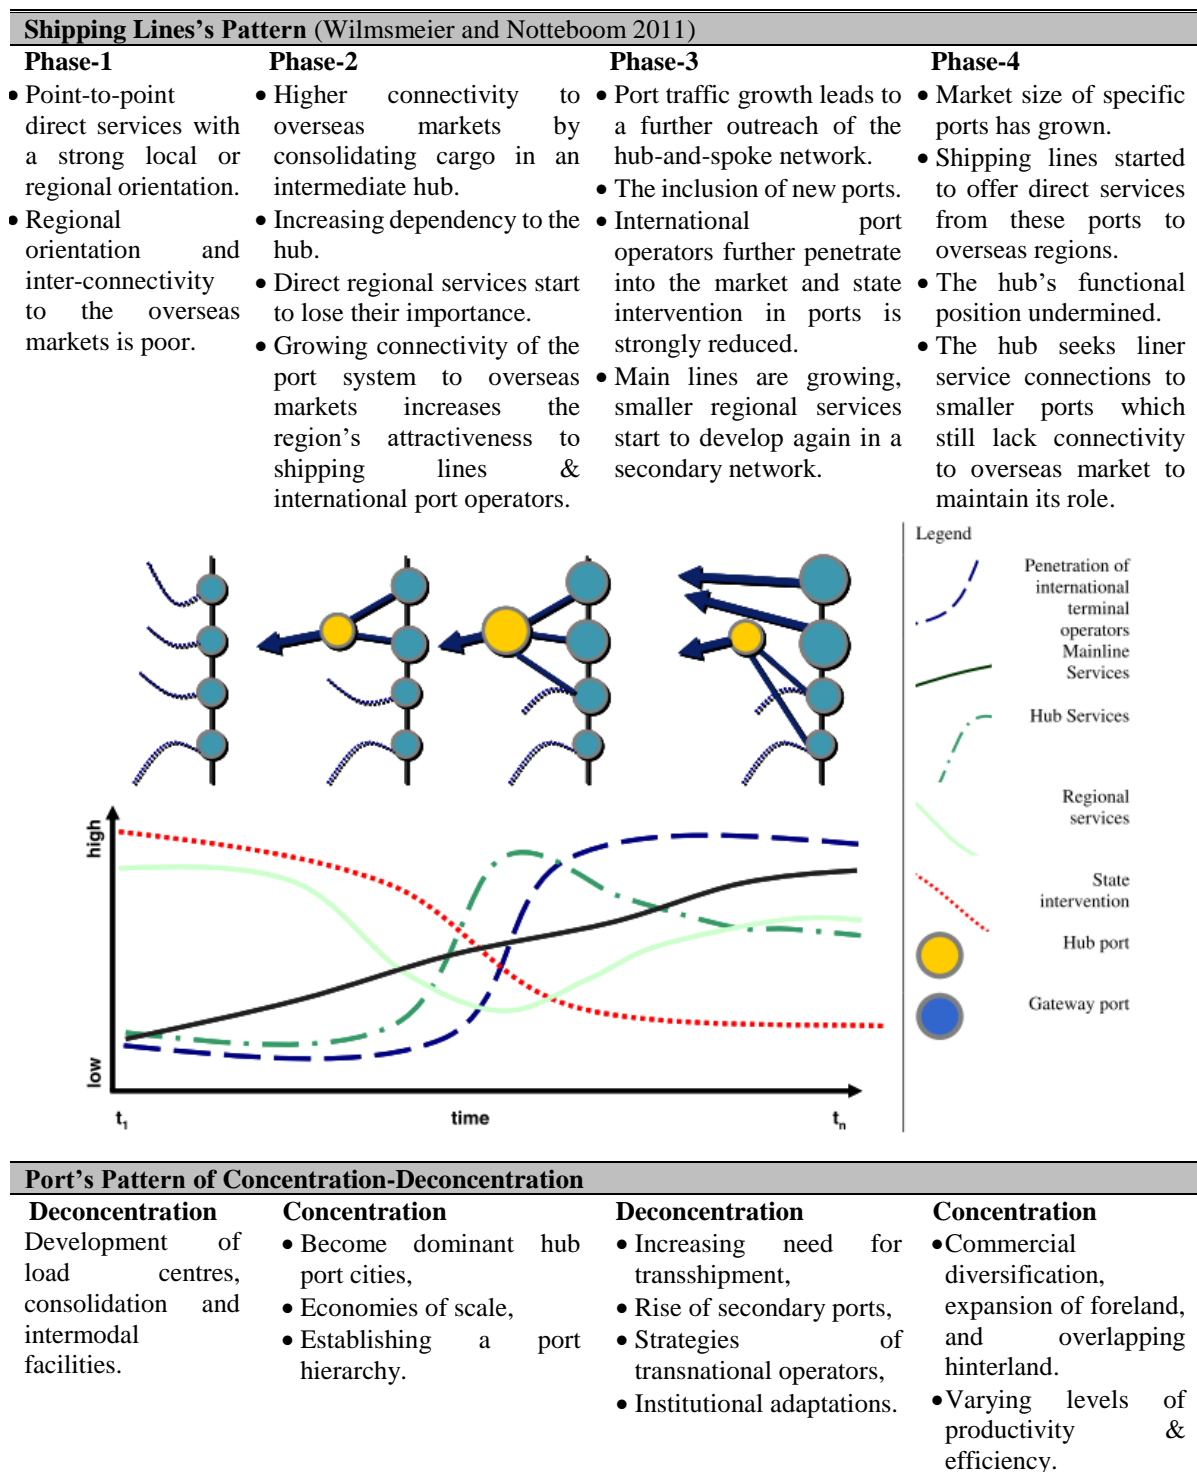 Shipping Lines's Pattern (Wilmsmeier and Notteboom 2011)
Phase-1
• Point-to-point
direct services with
a strong local or
regional orientation.
• Regional
orientation and
inter-connectivity
to the overseas
markets is poor.
Phase-2
• Higher connectivity to
overseas markets by
consolidating cargo in an
intermediate hub.
• Increasing dependency to the
hub.
• Direct regional services start
to lose their importance.
• Growing connectivity of the
port system to overseas
markets increases the
region's attractiveness to
shipping lines &
international port operators.
Phase-3
• Port traffic growth leads to
a further outreach of the
hub-and-spoke network.
• The inclusion of new ports.
• International port
operators further penetrate
into the market and state
intervention in ports is
strongly reduced.
• Main lines are growing,
smaller regional services
start to develop again in a
secondary network.
Phase-4
• Market size of specific
ports has grown.
• Shipping lines started
to offer direct services
from these ports to
overseas regions.
• The hub's functional
position undermined.
• The hub seeks liner
service connections to
smaller ports which
still lack connectivity
to overseas market to
maintain its role.
Legend
Penetration of
international
terminal
operators
Mainline
Services
Hub Services
Regional
services
State
intervention
Hub port
Gateway port
high
low
t1
time
tn
Port's Pattern of Concentration-Deconcentration
Deconcentration
Development of
load centres,
consolidation and
intermodal
facilities.
Concentration
• Become dominant hub
port cities,
• Economies of scale,
• Establishing a port
hierarchy.
Deconcentration
• Increasing need for
transshipment,
• Rise of secondary ports,
• Strategies of
transnational operators,
• Institutional adaptations.
Concentration
•Commercial
diversification,
expansion of foreland,
and overlapping
hinterland.
•Varying levels of
productivity &
efficiency.